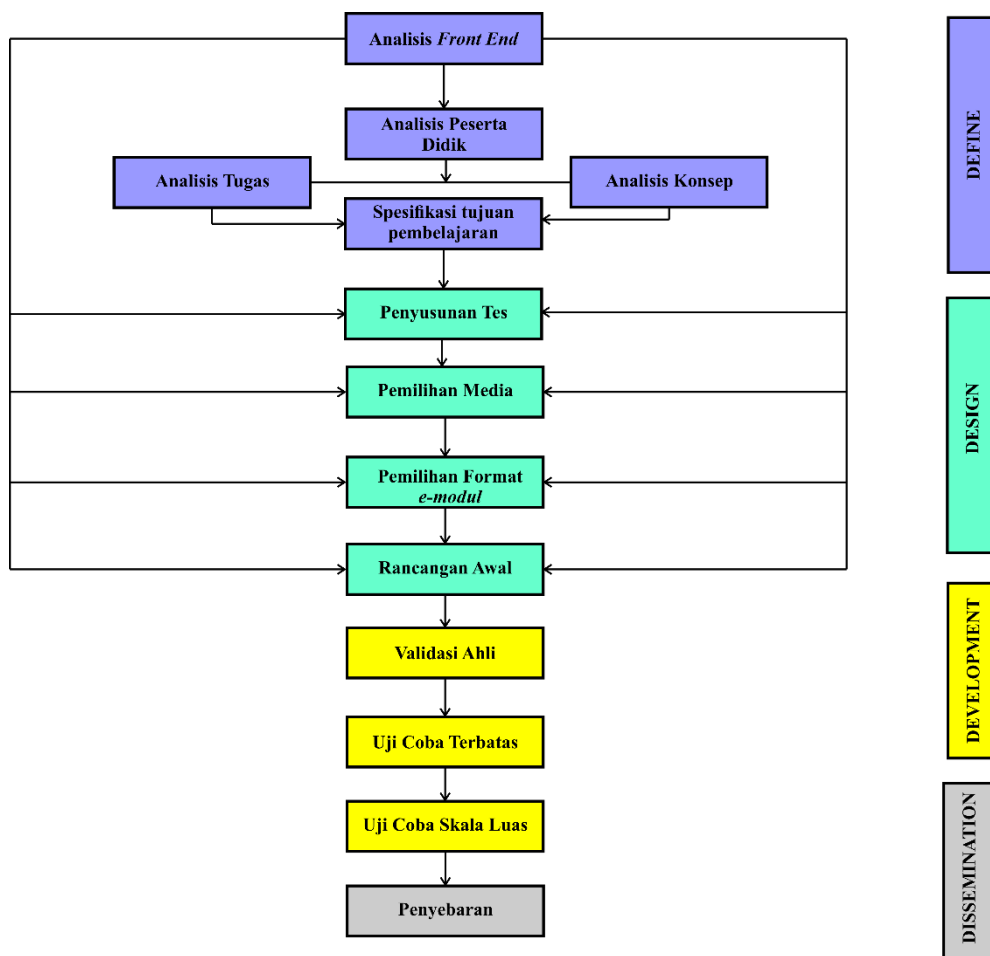 Analisis Front End
Analisis Peserta
Didik
Analisis Tugas
Analisis Konsep
Spesifikasi tujuan
pembelajaran
Penyusunan Tes
Pemilihan Media
Pemilihan Format
e-modul
Rancangan Awal
Validasi Ahli
Uji Coba Terbatas
Uji Coba Skala Luas
Penyebaran
DEFINE
DESIGN
DEVELOPMENT
DISSEMINATION